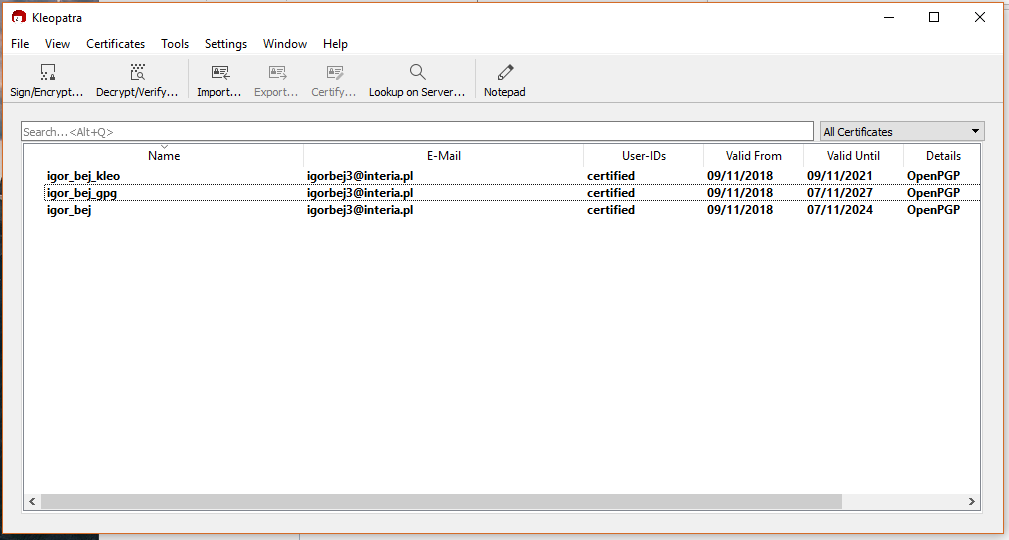 Kleopatra
File View Certificates Tools Settings Window Help
Sign/Encrypt... Decrypt/Verify... Import... Export... Certify... Lookup on Server... Notepad
Search...<Alt+Q> All Certificates
Name E-Mail User-IDs Valid From Valid Until Details
igor_bej_kleo igorbej3@interia.pl certified 09/11/2018 09/11/2021 OpenPGP
igor_bej_gpg igorbej3@interia.pl certified 09/11/2018 07/11/2027 OpenPGP
igor_bej igorbej3@interia.pl certified 09/11/2018 07/11/2024 OpenPGP